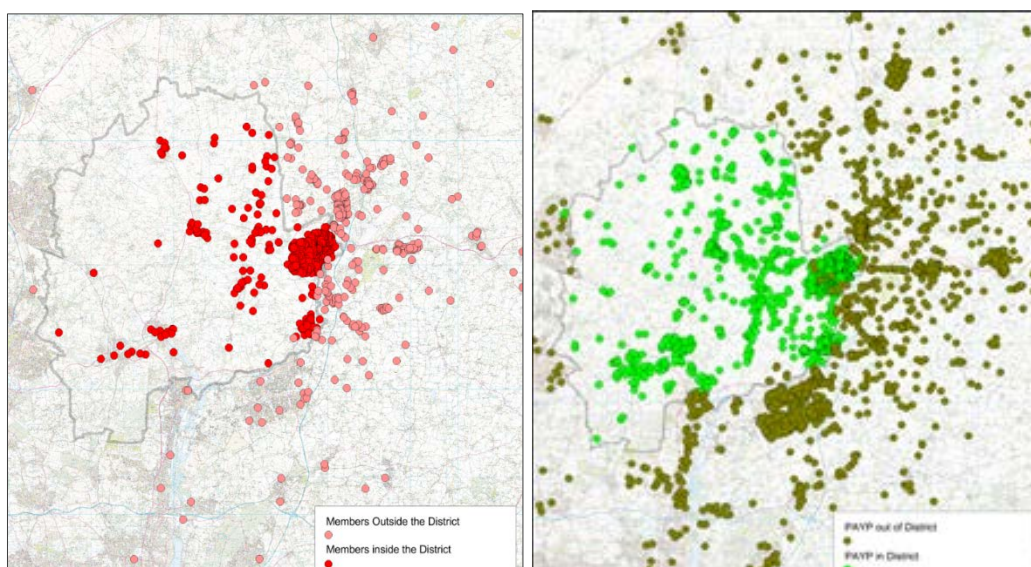 Members Outside the District
Members inside the District
PAYP out of District
PAYP in District